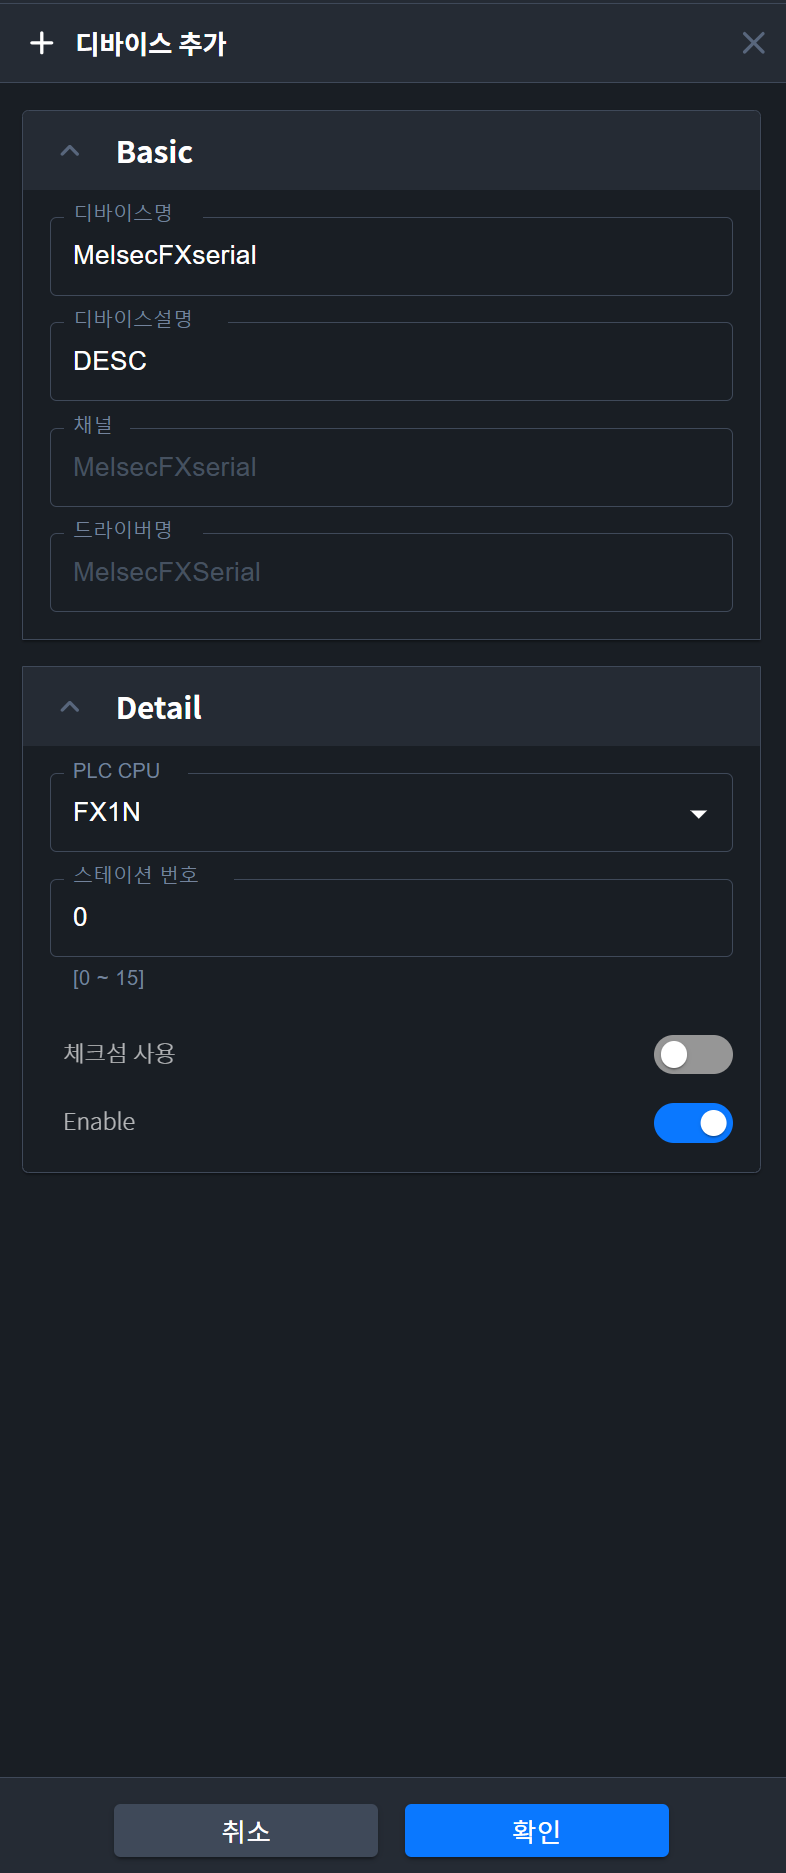 디바이스 추가
Basic
디바이스명
MelsecFXserial
디바이스설명
DESC
채널
MelsecFXserial
드라이버명
MelsecFXSerial
Detail
PLC CPU
FX1N
스테이션 번호
0
[0 ~ 15]
체크섬 사용
Enable
취소
확인